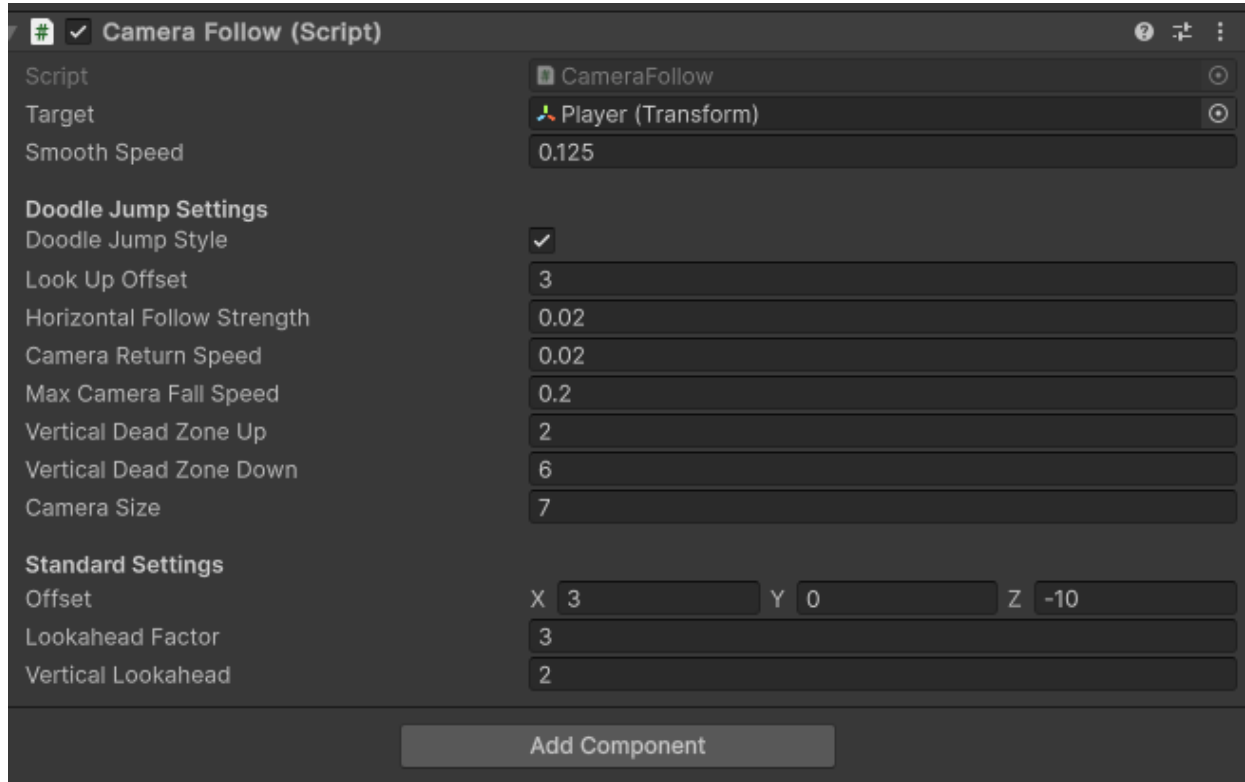 # Camera Follow (Script)
Script # CameraFollow
Target Player (Transform)
Smooth Speed 0.125
Doodle Jump Settings
Doodle Jump Style
Look Up Offset 3
Horizontal Follow Strength 0.02
Camera Return Speed 0.02
Max Camera Fall Speed 0.2
Vertical Dead Zone Up 2
Vertical Dead Zone Down 6
Camera Size 7
Standard Settings
Offset X 3 Y 0 Z -10
Lookahead Factor 3
Vertical Lookahead 2
Add Component